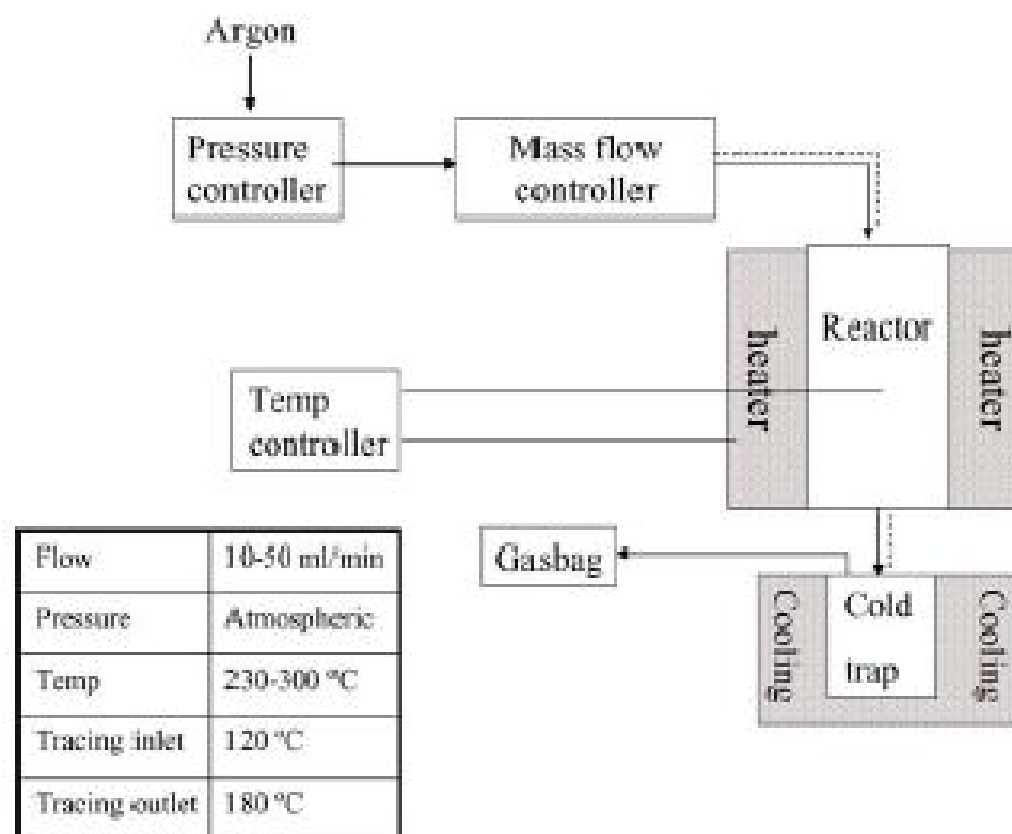 Argon
Pressure
controller
Mass flow
controller
heater
Reactor
heater
Temp
controller
Gasbag
Cooling
Cold
trap
Cooling
Flow 10-50 ml/min
Pressure Atmospheric
Temp 230-300 °C
Tracing inlet 120 °C
Tracing outlet 180 °C